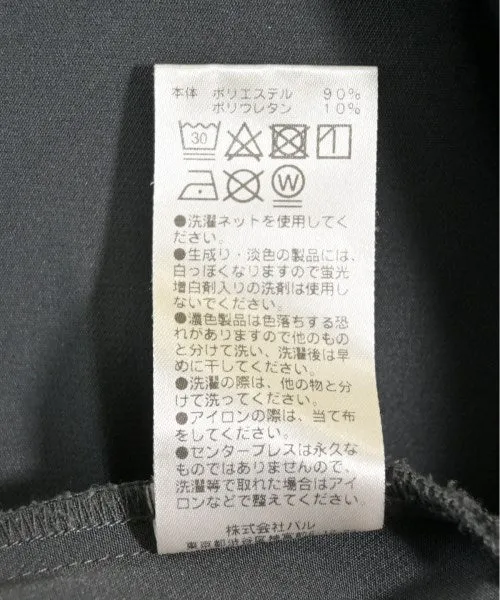 本体 ポリエステル 90%
ポリウレタン 10%
30
W
●洗濯ネットを使用してく
ださい。
●生成り・淡色の製品には、
白っぽくなりますので蛍光
増白剤入りの洗剤は使用し
ないでください。
●濃色製品は色落ちする恐
れがありますので他のもの
と分けて洗い、洗濯後は早
めに干してください。
●洗濯の際は、他の物と分
けて洗ってください。
●アイロンの際は、当て布
をしてください。
●センタープレスは永久な
ものではありませんので、
洗濯等で取れた場合はアイ
ロンなどで整えてください。
株式会社パル
東京都渋谷区神宮前